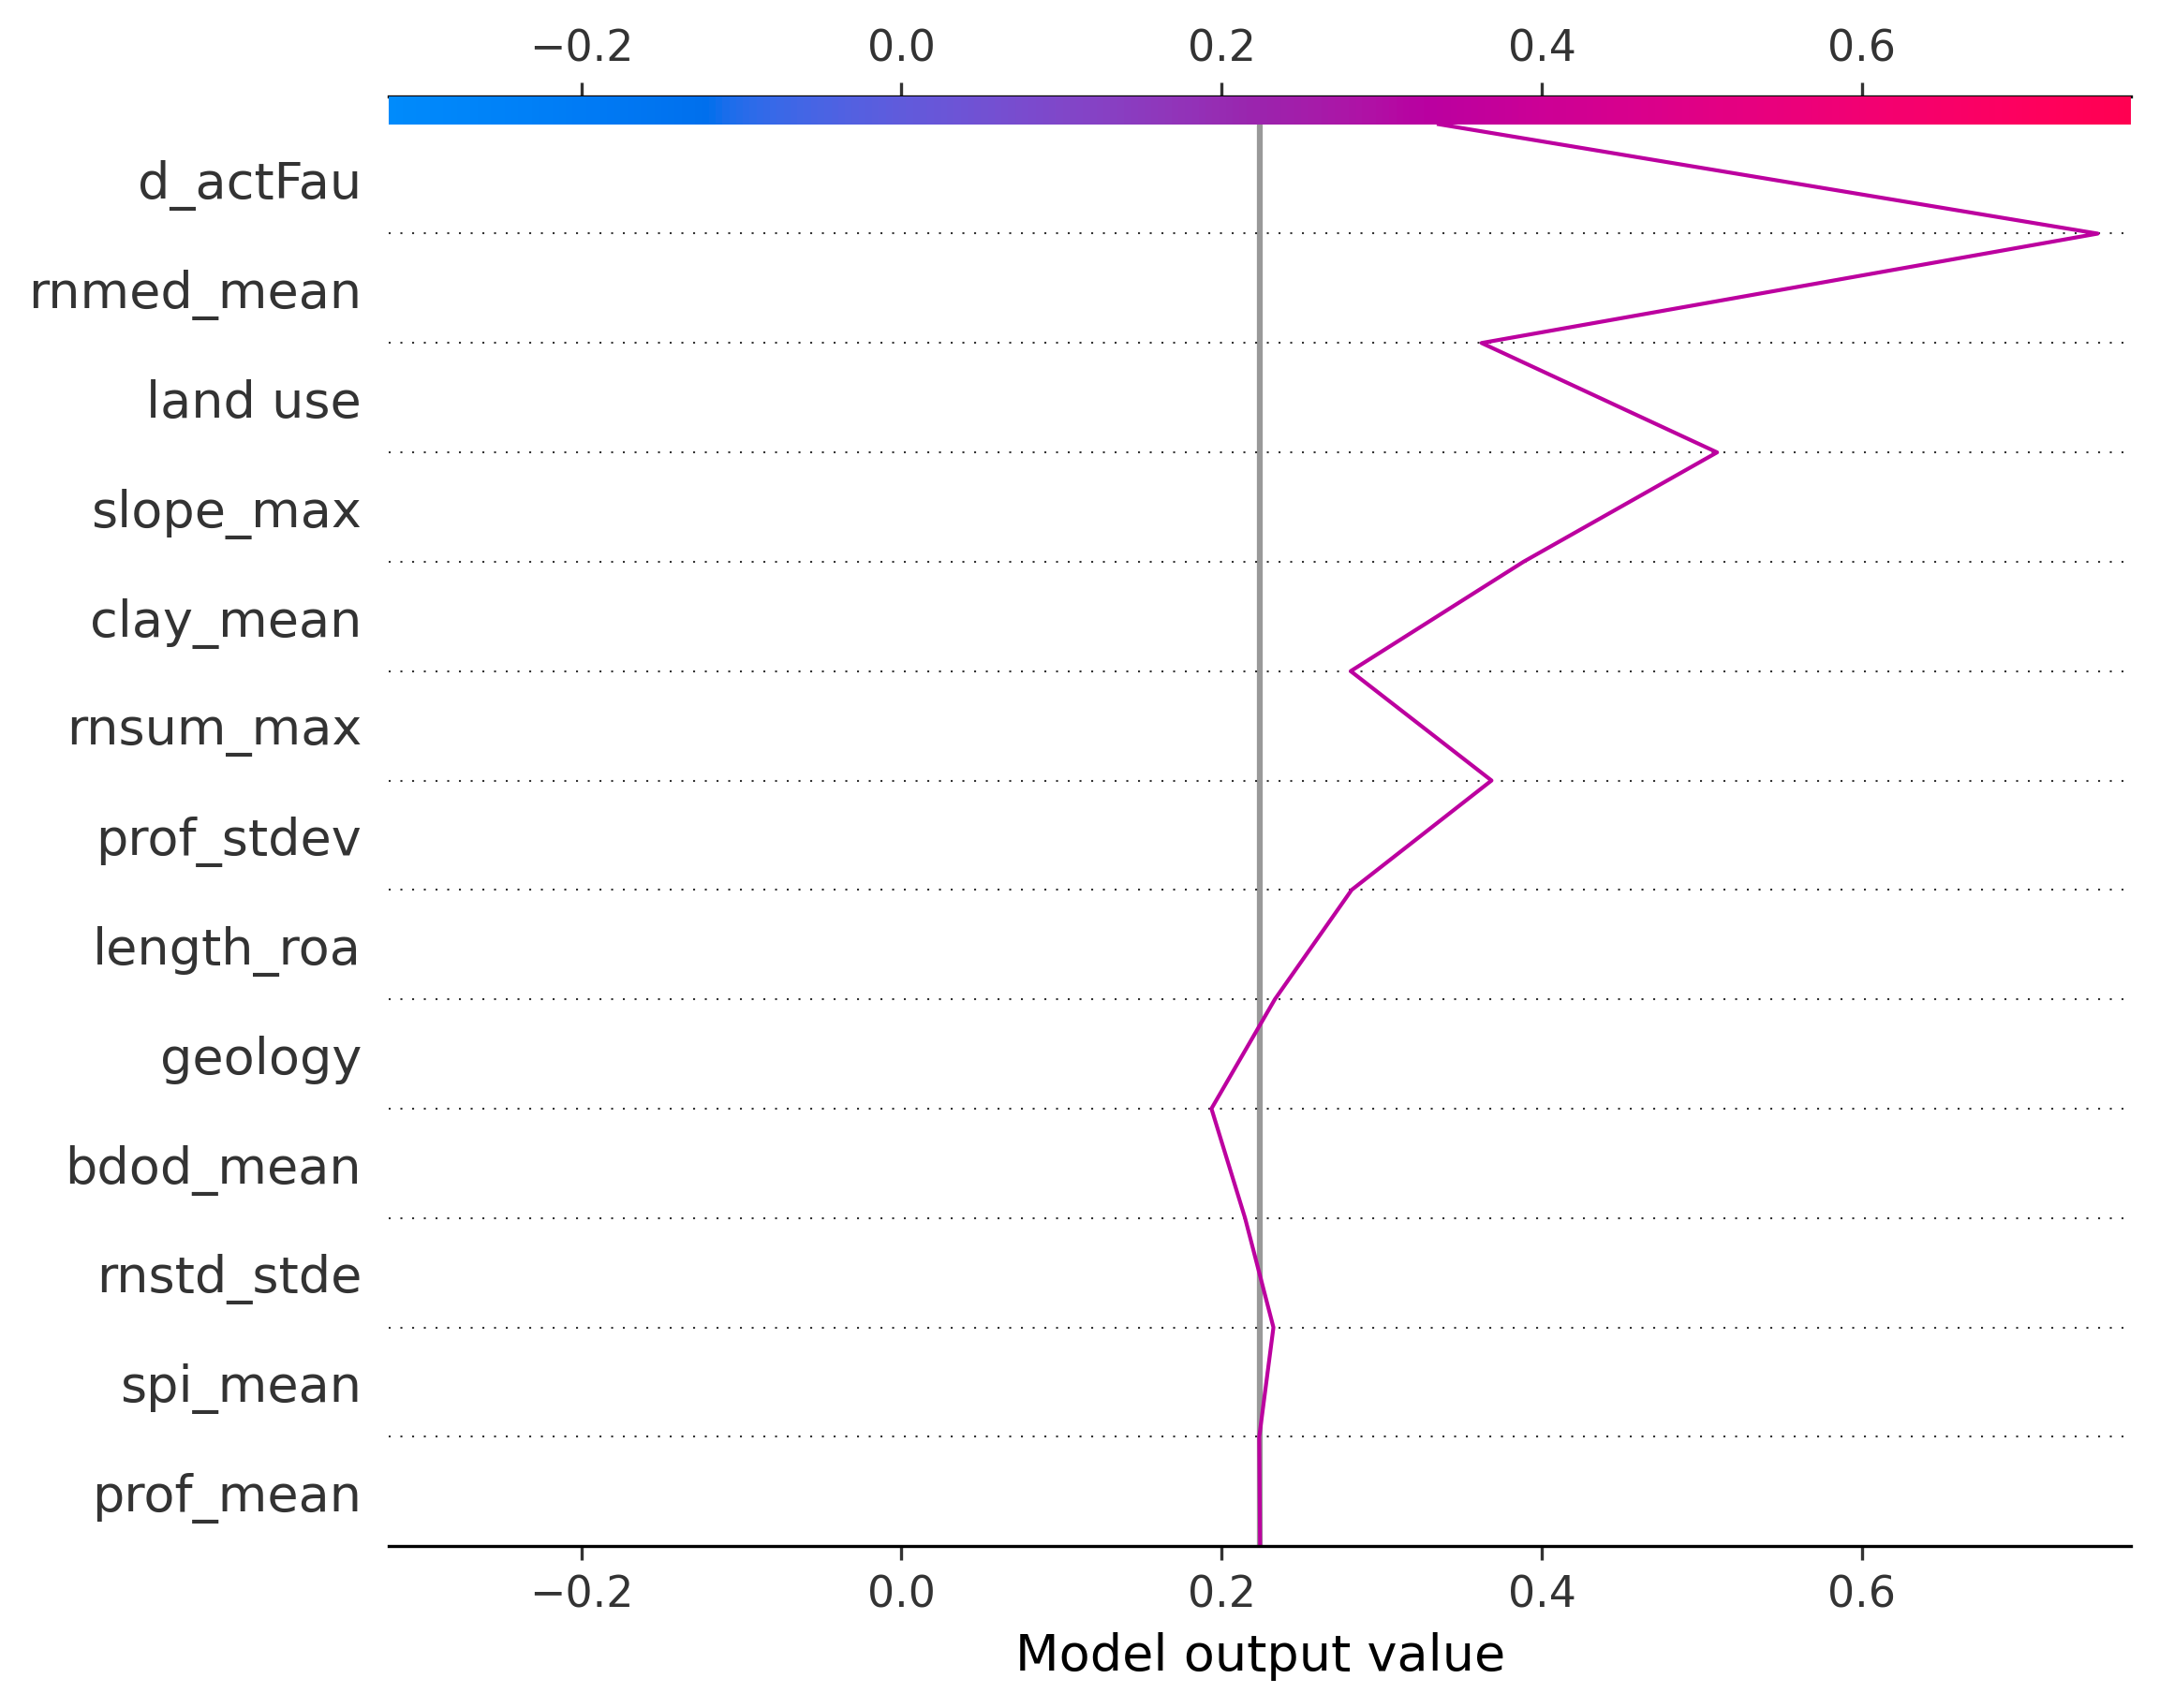 −0.2 0.0 0.2 0.4 0.6
d_actFau
rnmed_mean
land use
slope_max
clay_mean
rnsum_max
prof_stdev
length_roa
geology
bdod_mean
rnstd_stde
spi_mean
prof_mean
−0.2 0.0 0.2 0.4 0.6
Model output value